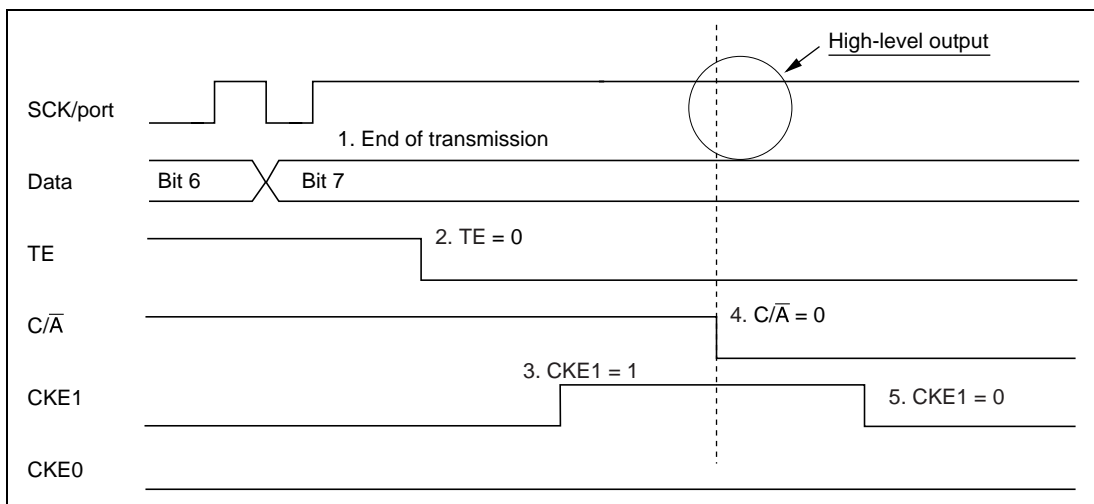 High-level output
SCK/port
1. End of transmission
Data
Bit 6
Bit 7
TE
2. TE = 0
C/A̅
4. C/A̅ = 0
3. CKE1 = 1
CKE1
5. CKE1 = 0
CKE0